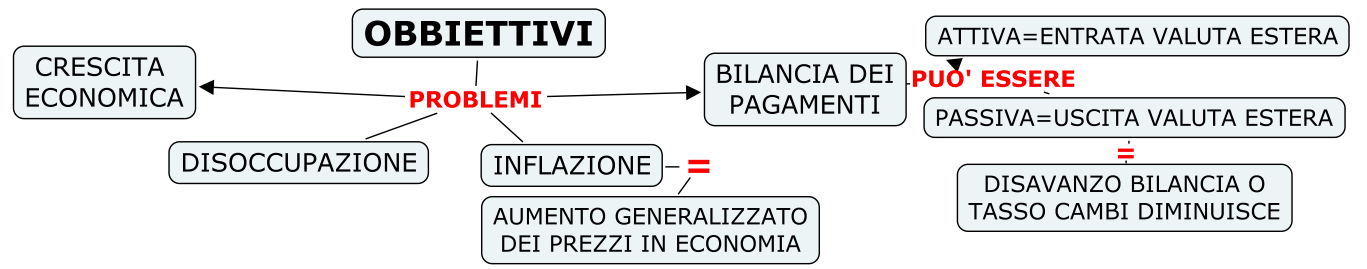 OBBIETTIVI
PROBLEMI
CRESCITA
ECONOMICA
DISOCCUPAZIONE
INFLAZIONE
=
AUMENTO GENERALIZZATO
DEI PREZZI IN ECONOMIA
BILANCIA DEI
PAGAMENTI
PUO' ESSERE
ATTIVA=ENTRATA VALUTA ESTERA
PASSIVA=USCITA VALUTA ESTERA
=
DISAVANZO BILANCIA O
TASSO CAMBI DIMINUISCE